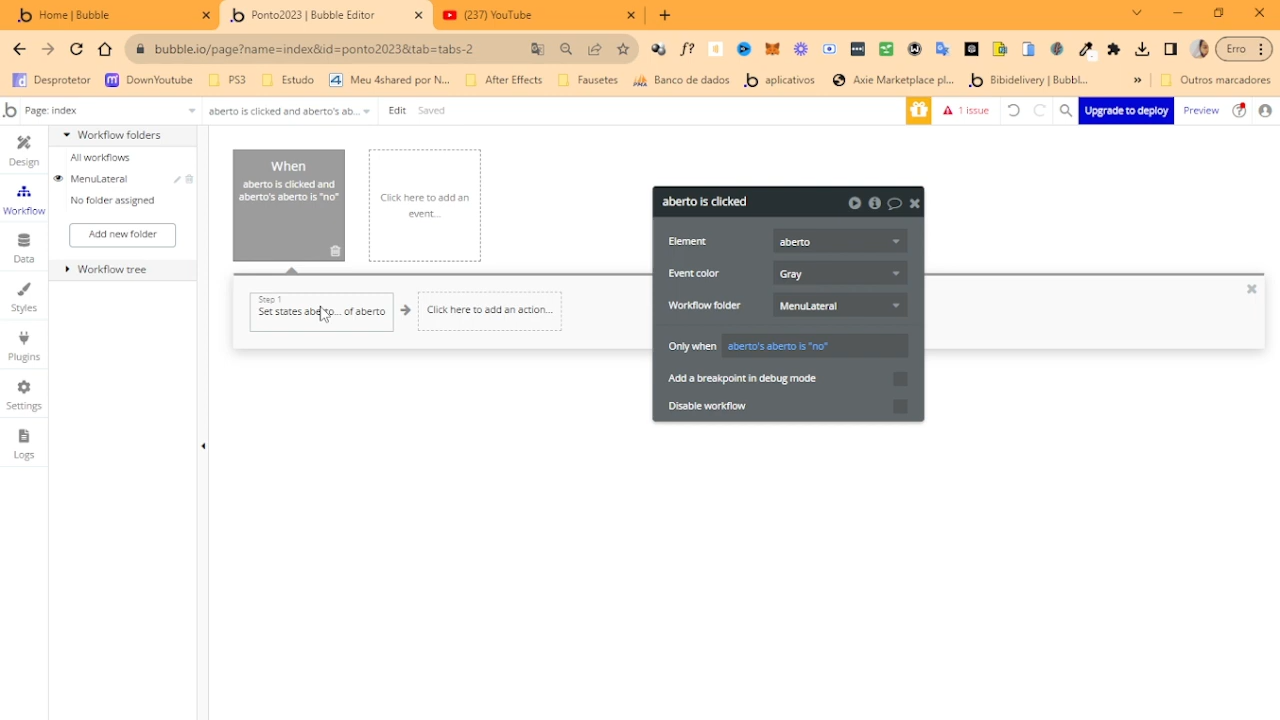 Home | Bubble
Ponto2023 | Bubble Editor
(237) YouTube
bubble.io/page?name=index&id=ponto2023&tab=tabs-2
Erro
Desprotetor
DownYoutube
PS3
Estudo
Meu 4shared por N...
After Effects
Fausetes
Banco de dados
aplicativos
Axie Marketplace pl...
Bibidelivery | Bubbl...
»
Outros marcadores
Page: index
aberto is clicked and aberto's ab...
Edit
Saved
1 issue
Upgrade to deploy
Preview
Design
Workflow
Data
Styles
Plugins
Settings
Logs
Workflow folders
All workflows
MenuLateral
No folder assigned
Add new folder
Workflow tree
When
aberto is clicked and
aberto's aberto is "no"
Click here to add an
event...
Step 1
Set states aberto... of aberto
Click here to add an action...
aberto is clicked
Element
aberto
Event color
Gray
Workflow folder
MenuLateral
Only when
aberto's aberto is "no"
Add a breakpoint in debug mode
Disable workflow